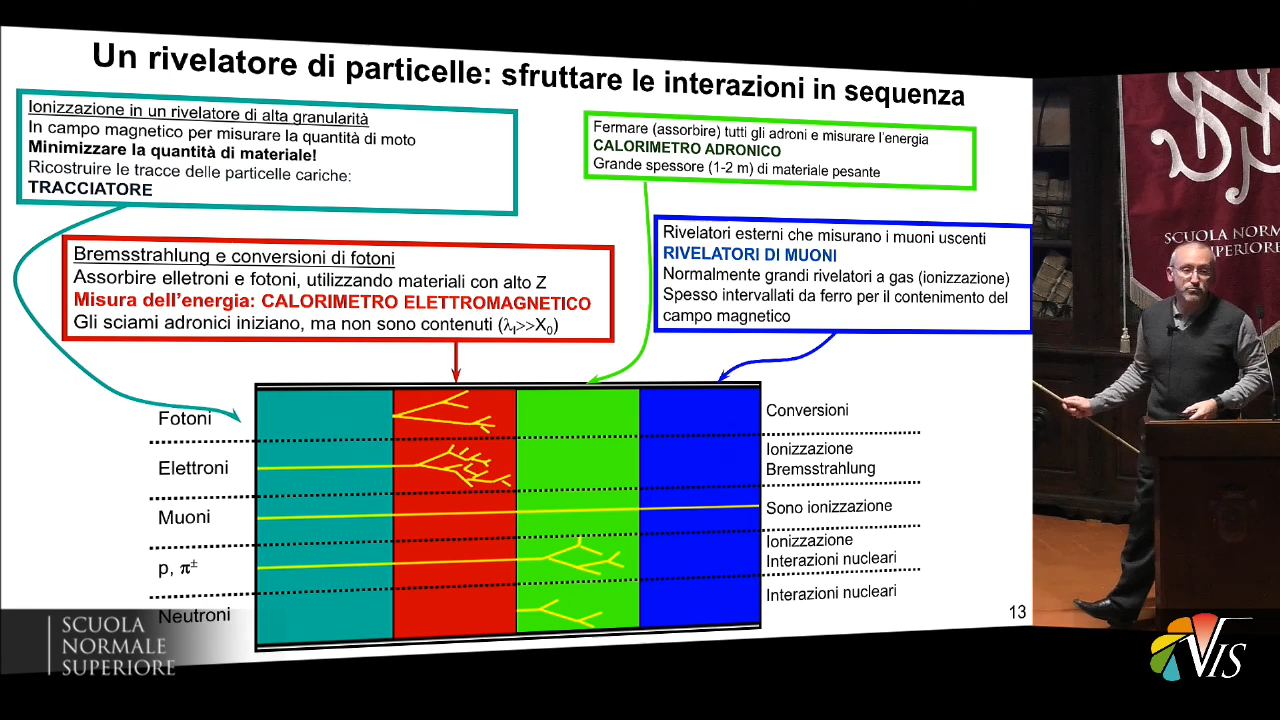 Un rivelatore di particelle: sfruttare le interazioni in sequenza
Ionizzazione in un rivelatore di alta granularità
In campo magnetico per misurare la quantità di moto
Minimizzare la quantità di materiale!
Ricostruire le tracce delle particelle cariche:
TRACCIATORE
Fermare (assorbire) tutti gli adroni e misurare l'energia
CALORIMETRO ADRONICO
Grande spessore (1-2 m) di materiale pesante
Bremsstrahlung e conversioni di fotoni
Assorbire elletroni e fotoni, utilizzando materiali con alto Z
Misura dell'energia: CALORIMETRO ELETTROMAGNETICO
Gli sciami adronici iniziano, ma non sono contenuti (λI>>X0)
Rivelatori esterni che misurano i muoni uscenti
RIVELATORI DI MUONI
Normalmente grandi rivelatori a gas (ionizzazione)
Spesso intervallati da ferro per il contenimento del
campo magnetico
Fotoni
Conversioni
Elettroni
Ionizzazione
Bremsstrahlung
Muoni
Sono ionizzazione
p, π±
Ionizzazione
Interazioni nucleari
Neutroni
Interazioni nucleari
13
SCUOLA
NORMALE
SUPERIORE
SCUOLA NORMA
SUPERIORE
VIS